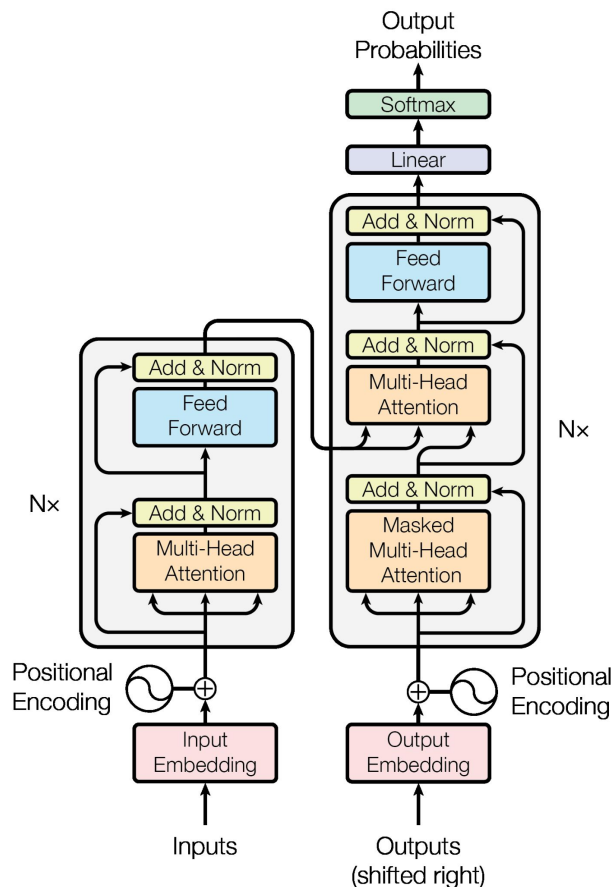 Output
Probabilities
Softmax
Linear
Add & Norm
Feed
Forward
Add & Norm
Multi-Head
Attention
Add & Norm
Masked
Multi-Head
Attention
N×
Add & Norm
Feed
Forward
Add & Norm
Multi-Head
Attention
N×
Positional
Encoding
Positional
Encoding
Input
Embedding
Output
Embedding
Inputs
Outputs
(shifted right)